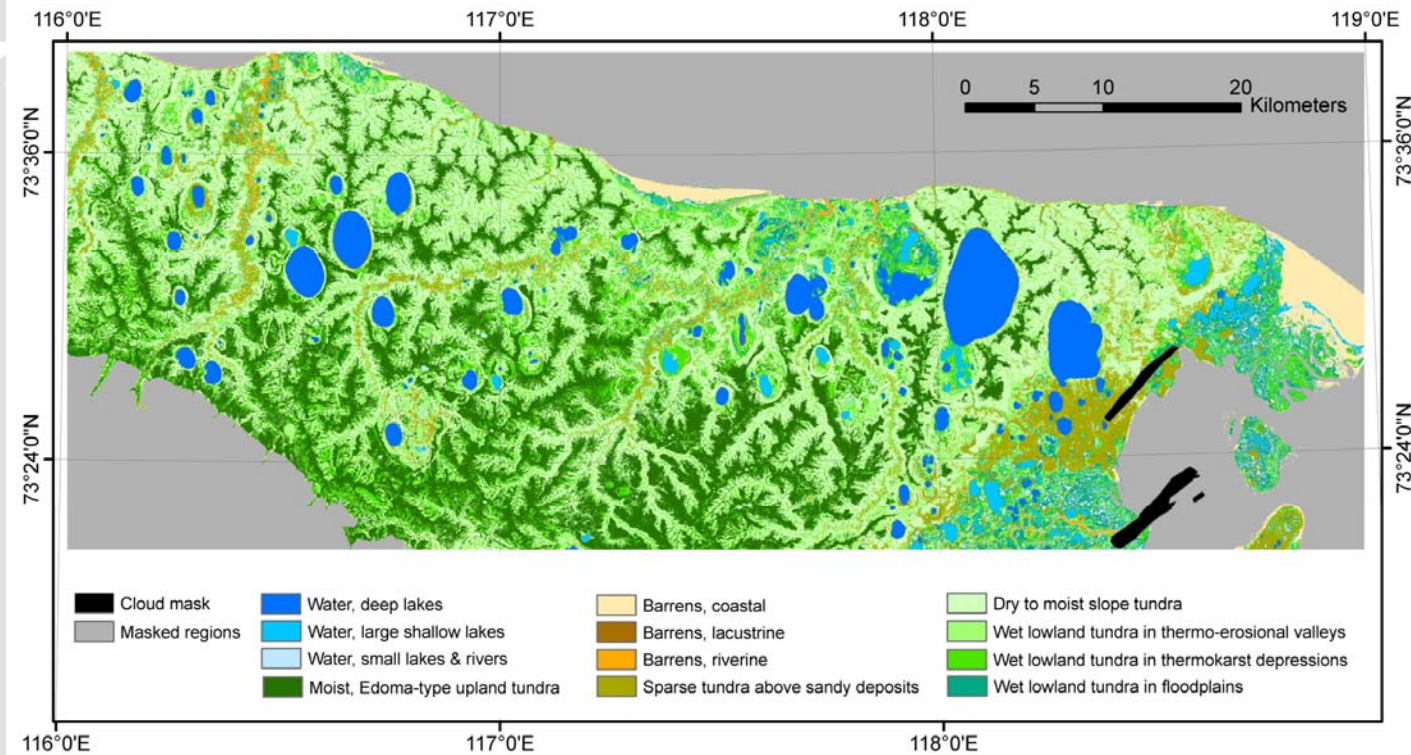 116°0'E 117°0'E 118°0'E 119°0'E
0 5 10 20
Kilometers
73°36'0"N 73°36'0"N
73°24'0"N 73°24'0"N
Cloud mask
Masked regions
Water, deep lakes
Water, large shallow lakes
Water, small lakes & rivers
Moist, Edoma-type upland tundra
Barrens, coastal
Barrens, lacustrine
Barrens, riverine
Sparse tundra above sandy deposits
Dry to moist slope tundra
Wet lowland tundra in thermo-erosional valleys
Wet lowland tundra in thermokarst depressions
Wet lowland tundra in floodplains
116°0'E 117°0'E 118°0'E